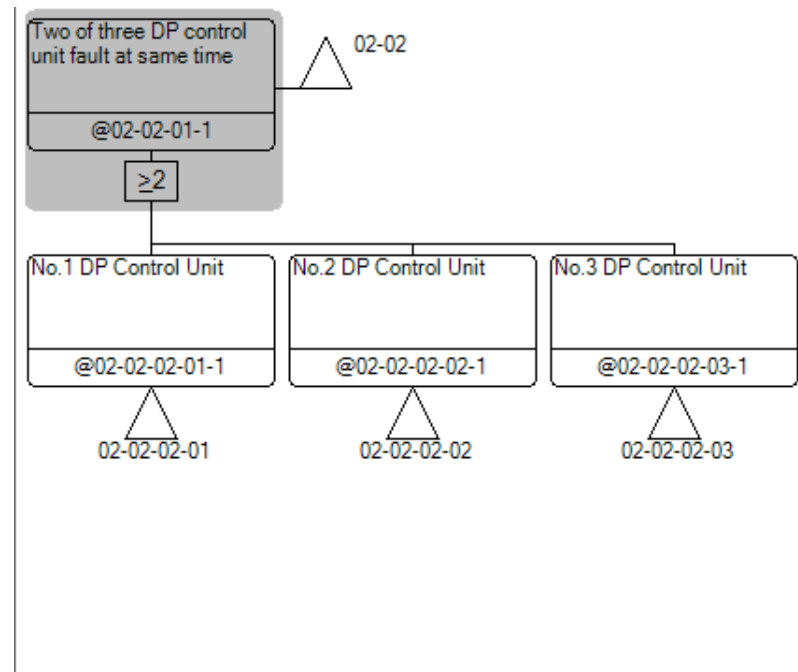 Two of three DP control
unit fault at same time
02-02
@02-02-01-1
≥2
No.1 DP Control Unit
No.2 DP Control Unit
No.3 DP Control Unit
@02-02-02-01-1
@02-02-02-02-1
@02-02-02-03-1
02-02-02-01
02-02-02-02
02-02-02-03